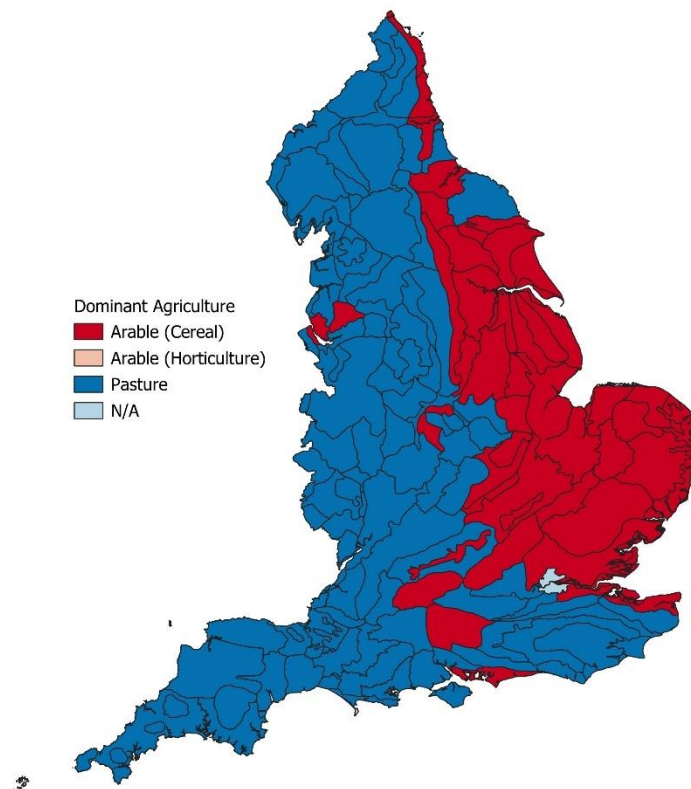 Dominant Agriculture
Arable (Cereal)
Arable (Horticulture)
Pasture
N/A